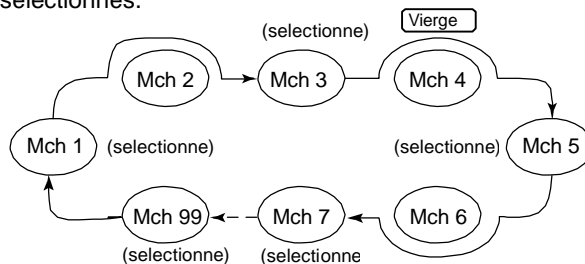 selectionnes.
Vierge
(selectionne)
Mch 2
Mch 3
Mch 4
Mch 1
(selectionne)
(selectionne)
Mch 5
Mch 99
Mch 7
Mch 6
(selectionne)
(selectionne